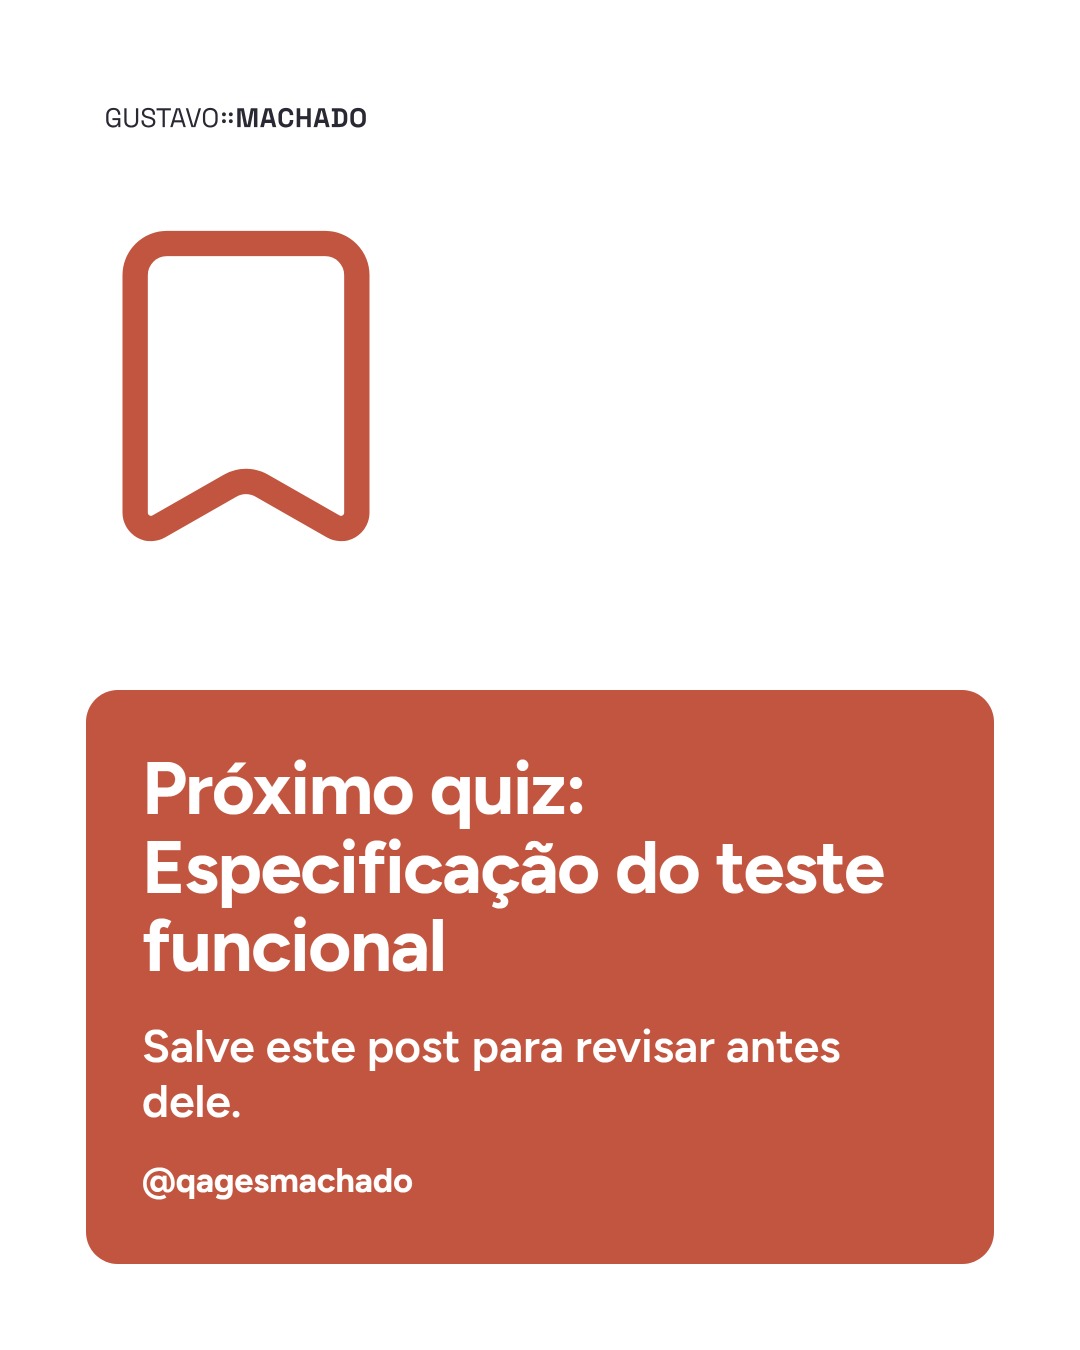 GUSTAVO::MACHADO
Próximo quiz:
Especificação do teste
funcional
Salve este post para revisar antes
dele.
@qagesmachado